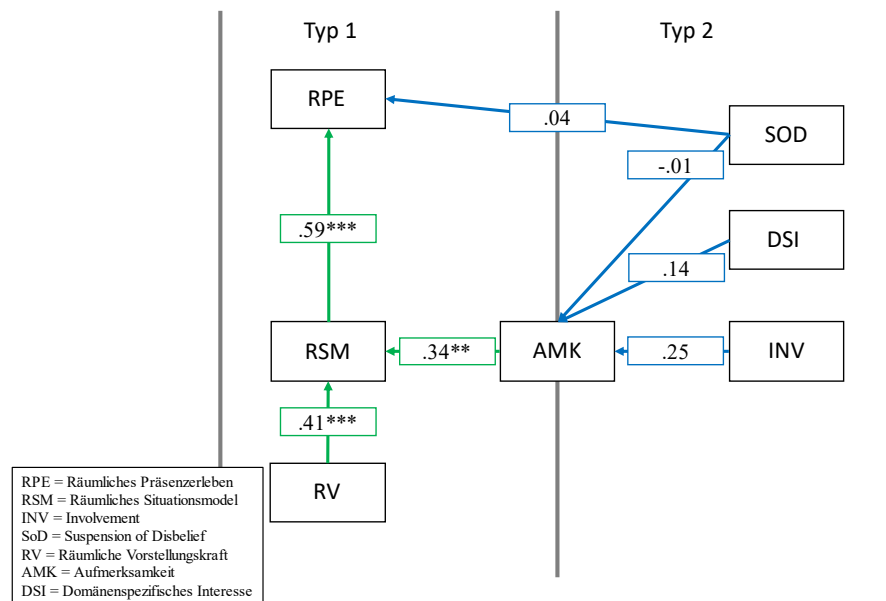 Typ 1
Typ 2
RPE
.04
SOD
-.01
.59***
DSI
.14
RSM
.34**
AMK
.25
INV
.41***
RV
RPE = Räumliches Präsenzerleben
RSM = Räumliches Situationsmodel
INV = Involvement
SoD = Suspension of Disbelief
RV = Räumliche Vorstellungskraft
AMK = Aufmerksamkeit
DSI = Domänenspezifisches Interesse